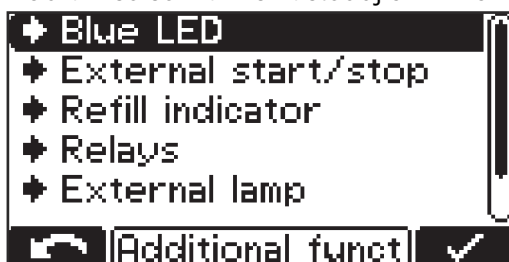 Blue LED
External start/stop
Refill indicator
Relays
External lamp
Additional funct